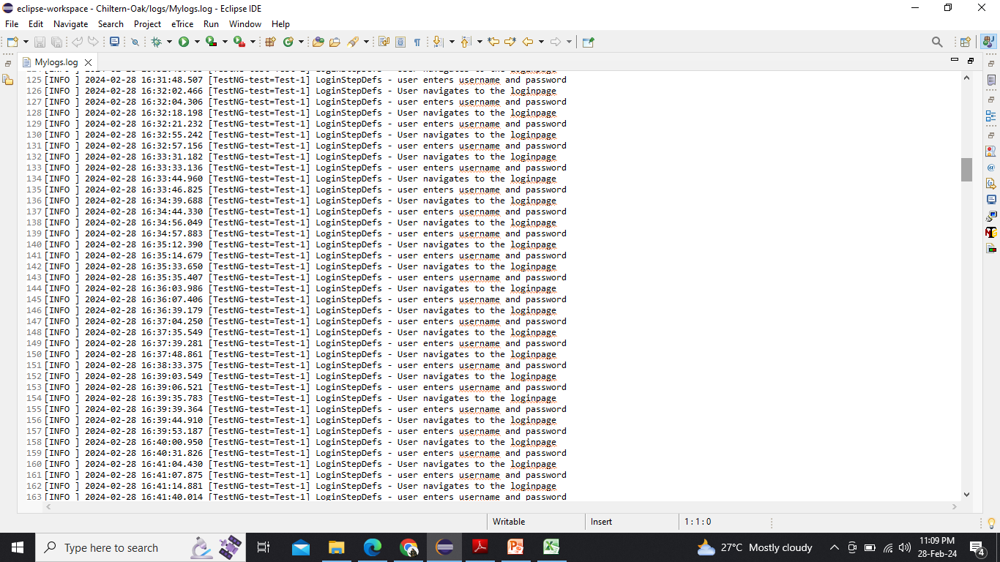 eclipse-workspace - Chiltern-Oak/logs/Mylogs.log - Eclipse IDE
File Edit Navigate Search Project eTrice Run Window Help
Mylogs.log
125 [INFO ] 2024-02-28 16:31:48.507 [TestNG-test=Test-1] LoginStepDefs - user enters username and password
126 [INFO ] 2024-02-28 16:32:02.466 [TestNG-test=Test-1] LoginStepDefs - User navigates to the loginpage
127 [INFO ] 2024-02-28 16:32:04.306 [TestNG-test=Test-1] LoginStepDefs - user enters username and password
128 [INFO ] 2024-02-28 16:32:18.198 [TestNG-test=Test-1] LoginStepDefs - User navigates to the loginpage
129 [INFO ] 2024-02-28 16:32:21.232 [TestNG-test=Test-1] LoginStepDefs - user enters username and password
130 [INFO ] 2024-02-28 16:32:55.242 [TestNG-test=Test-1] LoginStepDefs - User navigates to the loginpage
131 [INFO ] 2024-02-28 16:32:57.156 [TestNG-test=Test-1] LoginStepDefs - user enters username and password
132 [INFO ] 2024-02-28 16:33:31.182 [TestNG-test=Test-1] LoginStepDefs - User navigates to the loginpage
133 [INFO ] 2024-02-28 16:33:33.136 [TestNG-test=Test-1] LoginStepDefs - user enters username and password
134 [INFO ] 2024-02-28 16:33:44.960 [TestNG-test=Test-1] LoginStepDefs - User navigates to the loginpage
135 [INFO ] 2024-02-28 16:33:46.825 [TestNG-test=Test-1] LoginStepDefs - user enters username and password
136 [INFO ] 2024-02-28 16:34:39.688 [TestNG-test=Test-1] LoginStepDefs - User navigates to the loginpage
137 [INFO ] 2024-02-28 16:34:44.330 [TestNG-test=Test-1] LoginStepDefs - user enters username and password
138 [INFO ] 2024-02-28 16:34:56.049 [TestNG-test=Test-1] LoginStepDefs - User navigates to the loginpage
139 [INFO ] 2024-02-28 16:34:57.883 [TestNG-test=Test-1] LoginStepDefs - user enters username and password
140 [INFO ] 2024-02-28 16:35:12.390 [TestNG-test=Test-1] LoginStepDefs - User navigates to the loginpage
141 [INFO ] 2024-02-28 16:35:14.679 [TestNG-test=Test-1] LoginStepDefs - user enters username and password
142 [INFO ] 2024-02-28 16:35:33.650 [TestNG-test=Test-1] LoginStepDefs - User navigates to the loginpage
143 [INFO ] 2024-02-28 16:35:35.407 [TestNG-test=Test-1] LoginStepDefs - user enters username and password
144 [INFO ] 2024-02-28 16:36:03.986 [TestNG-test=Test-1] LoginStepDefs - User navigates to the loginpage
145 [INFO ] 2024-02-28 16:36:07.406 [TestNG-test=Test-1] LoginStepDefs - user enters username and password
146 [INFO ] 2024-02-28 16:36:39.179 [TestNG-test=Test-1] LoginStepDefs - User navigates to the loginpage
147 [INFO ] 2024-02-28 16:37:04.250 [TestNG-test=Test-1] LoginStepDefs - user enters username and password
148 [INFO ] 2024-02-28 16:37:35.549 [TestNG-test=Test-1] LoginStepDefs - User navigates to the loginpage
149 [INFO ] 2024-02-28 16:37:39.281 [TestNG-test=Test-1] LoginStepDefs - user enters username and password
150 [INFO ] 2024-02-28 16:37:48.861 [TestNG-test=Test-1] LoginStepDefs - User navigates to the loginpage
151 [INFO ] 2024-02-28 16:38:33.375 [TestNG-test=Test-1] LoginStepDefs - user enters username and password
152 [INFO ] 2024-02-28 16:39:03.549 [TestNG-test=Test-1] LoginStepDefs - User navigates to the loginpage
153 [INFO ] 2024-02-28 16:39:06.521 [TestNG-test=Test-1] LoginStepDefs - user enters username and password
154 [INFO ] 2024-02-28 16:39:35.783 [TestNG-test=Test-1] LoginStepDefs - User navigates to the loginpage
155 [INFO ] 2024-02-28 16:39:39.364 [TestNG-test=Test-1] LoginStepDefs - user enters username and password
156 [INFO ] 2024-02-28 16:39:44.910 [TestNG-test=Test-1] LoginStepDefs - User navigates to the loginpage
157 [INFO ] 2024-02-28 16:39:53.187 [TestNG-test=Test-1] LoginStepDefs - user enters username and password
158 [INFO ] 2024-02-28 16:40:00.950 [TestNG-test=Test-1] LoginStepDefs - User navigates to the loginpage
159 [INFO ] 2024-02-28 16:40:31.826 [TestNG-test=Test-1] LoginStepDefs - user enters username and password
160 [INFO ] 2024-02-28 16:41:04.430 [TestNG-test=Test-1] LoginStepDefs - User navigates to the loginpage
161 [INFO ] 2024-02-28 16:41:07.875 [TestNG-test=Test-1] LoginStepDefs - user enters username and password
162 [INFO ] 2024-02-28 16:41:14.881 [TestNG-test=Test-1] LoginStepDefs - User navigates to the loginpage
163 [INFO ] 2024-02-28 16:41:40.014 [TestNG-test=Test-1] LoginStepDefs - user enters username and password
Writable Insert 1 : 1 : 0
Type here to search 27°C Mostly cloudy 11:09 PM
28-Feb-24 4